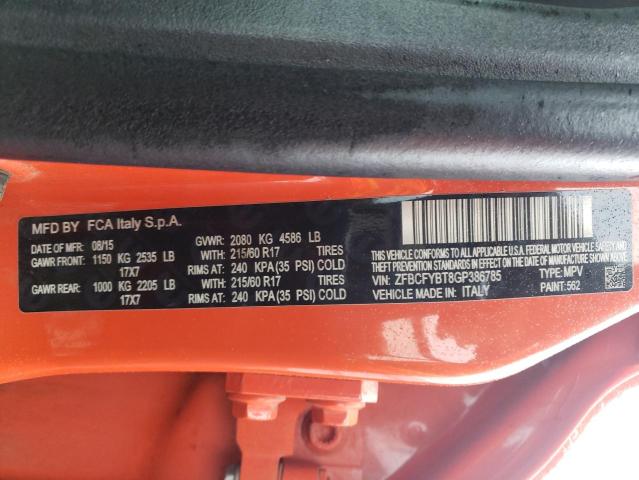 MFD BY FCA Italy S.p.A.
DATE OF MFD: 08/15 GVWR: 2080 KG 4586 LB
GAWR FRONT: 1150 KG 2535 LB WITH: 215/60 R17 TIRES
17X7 RIMS AT: 240 KPA (35 PSI) COLD
GAWR REAR: 1000 KG 2205 LB WITH: 215/60 R17 TIRES
17X7 RIMS AT: 240 KPA (35 PSI) COLD
THIS VEHICLE CONFORMS TO ALL APPLICABLE U.S.A. FEDERAL MOTOR VEHICLE SAFETY AND
THEFT PREVENTION STANDARDS IN EFFECT ON THE DATE OF MANUFACTURE SHOWN ABOVE.
VIN: ZFBCFYBT8GP386785 TYPE: MPV
VEHICLE MADE IN: ITALY PAINT: 562